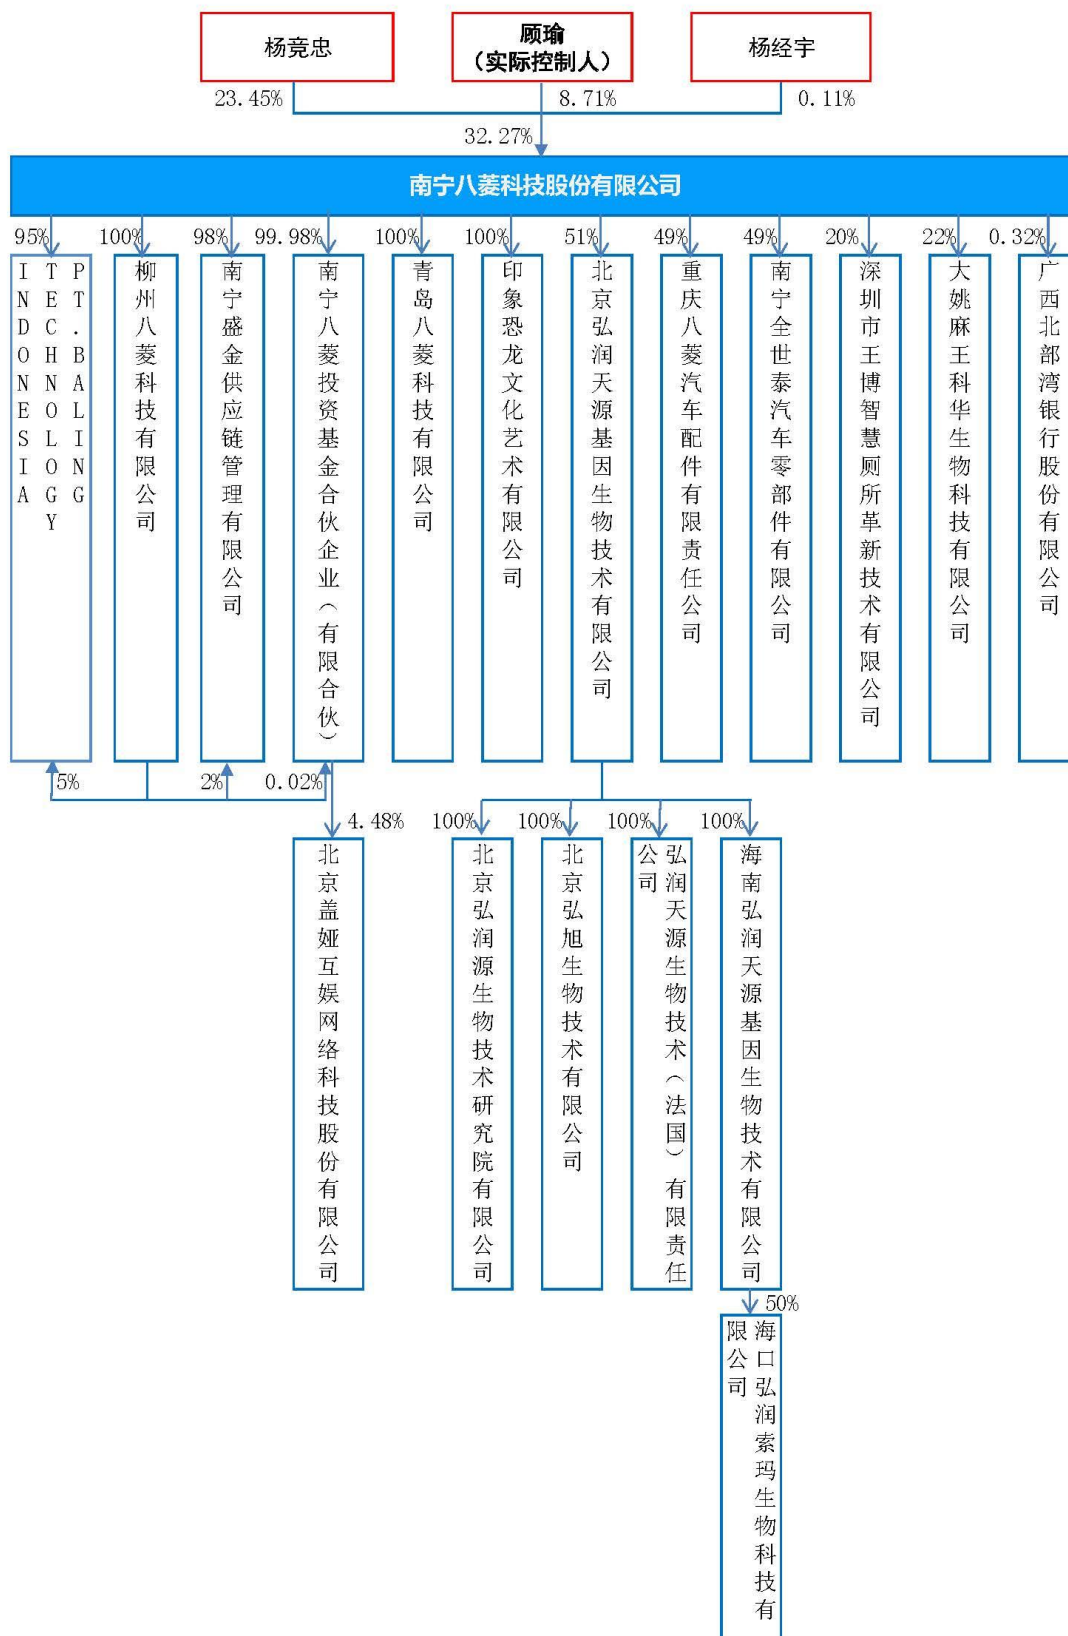 杨竞忠
顾瑜
（实际控制人）
杨经宇
23.45%
8.71%
0.11%
32.27%
南宁八菱科技股份有限公司
95%
100%
98%
99.98%
100%
100%
51%
49%
49%
20%
22%
0.32%
PT.BALING
TECHNOLOGY
INDONESIA
柳州八菱科技有限公司
南宁盛金供应链管理有限公司
南宁八菱投资基金合伙企业（有限合伙）
青岛八菱科技有限公司
印象恐龙文化艺术有限公司
北京弘润天源基因生物技术有限公司
重庆八菱汽车配件有限责任公司
南宁全世泰汽车零部件有限公司
深圳市王博智慧厕所革新技术有限公司
大姚麻王科华生物科技有限公司
广西北部湾银行股份有限公司
5%
2%
0.02%
4.48%
100%
100%
100%
100%
北京盖娅互娱网络科技股份有限公司
北京弘润源生物技术研究院有限公司
北京弘旭生物技术有限公司
弘润天源生物技术（法国）有限责任
公司
海南弘润天源基因生物技术有限公司
50%
海口弘润索玛生物科技有
限公司